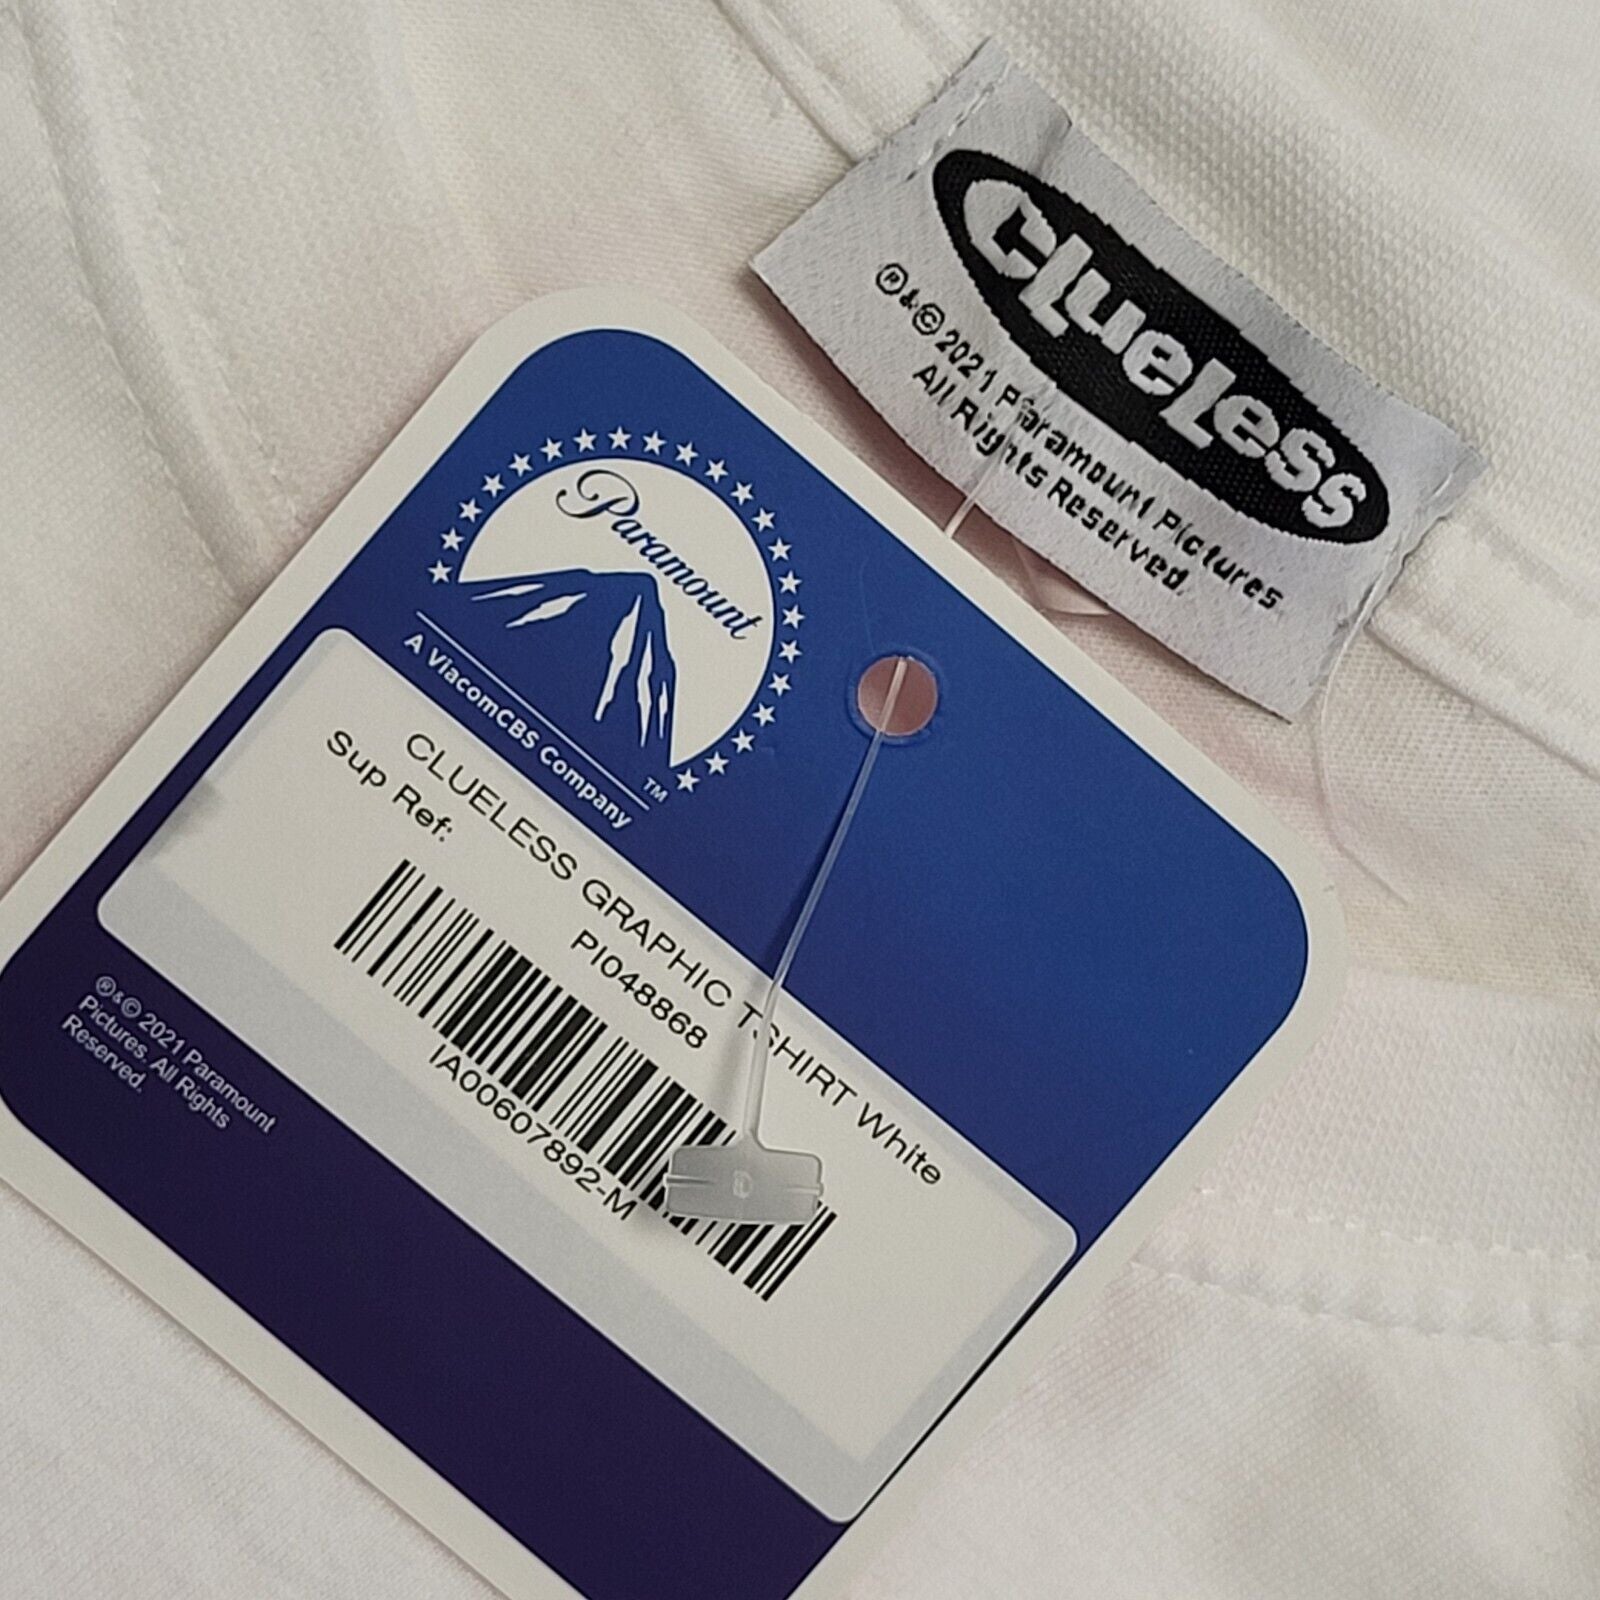 CLueLess
®&©2021 Paramount Pictures
All Rights Reserved.
Paramount
A ViacomCBS Company
TM
CLUELESS GRAPHIC TSHIRT White
Sup Ref: PI048868
IA00607892-M
®&© 2021 Paramount
Pictures. All Rights
Reserved.